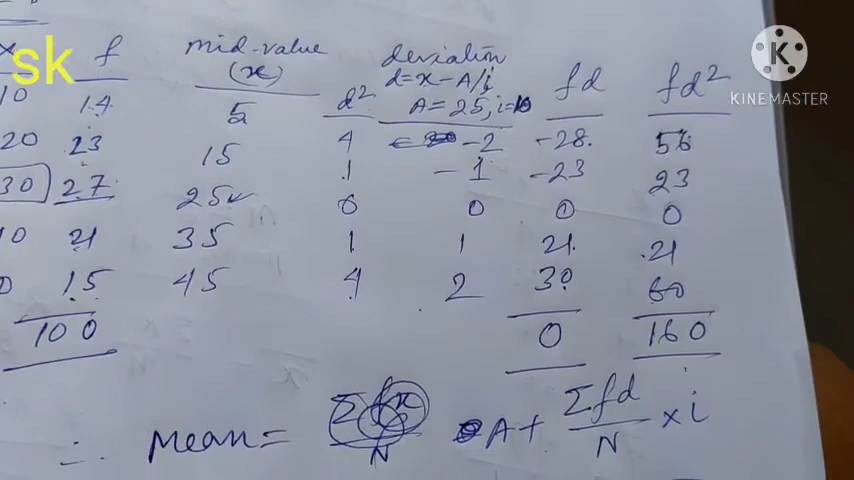 sk
K
KINEMASTER
x f mid-value (x) d² deviation d=x-A/i A=25, i=10 fd fd²
10 14 5 4 -2 -28 56
20 23 15 1 -1 -23 23
30 27 25 0 0 0 0
10 21 35 1 1 21 21
0 15 45 4 2 30 60
100 0 160
∴ Mean = Σfx/N A + Σfd/N × i